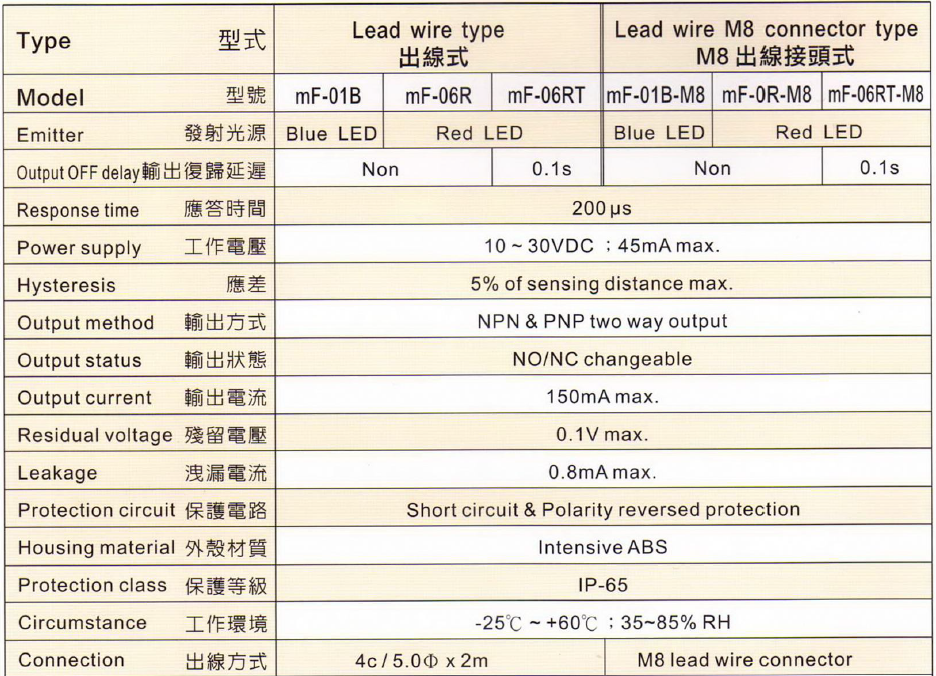 Type 型式 Lead wire type Lead wire M8 connector type
出線式 M8 出線接頭式
Model 型號 mF-01B mF-06R mF-06RT mF-01B-M8 mF-0R-M8 mF-06RT-M8
Emitter 發射光源 Blue LED Red LED Blue LED Red LED
Output OFF delay 輸出復歸延遲 Non 0.1s Non 0.1s
Response time 應答時間 200μs
Power supply 工作電壓 10 ~ 30VDC ; 45mA max.
Hysteresis 應差 5% of sensing distance max.
Output method 輸出方式 NPN & PNP two way output
Output status 輸出狀態 NO/NC changeable
Output current 輸出電流 150mA max.
Residual voltage 殘留電壓 0.1V max.
Leakage 洩漏電流 0.8mA max.
Protection circuit 保護電路 Short circuit & Polarity reversed protection
Housing material 外殼材質 Intensive ABS
Protection class 保護等級 IP-65
Circumstance 工作環境 -25℃ ~ +60℃ ; 35~85% RH
Connection 出線方式 4c / 5.0Φ x 2m M8 lead wire connector